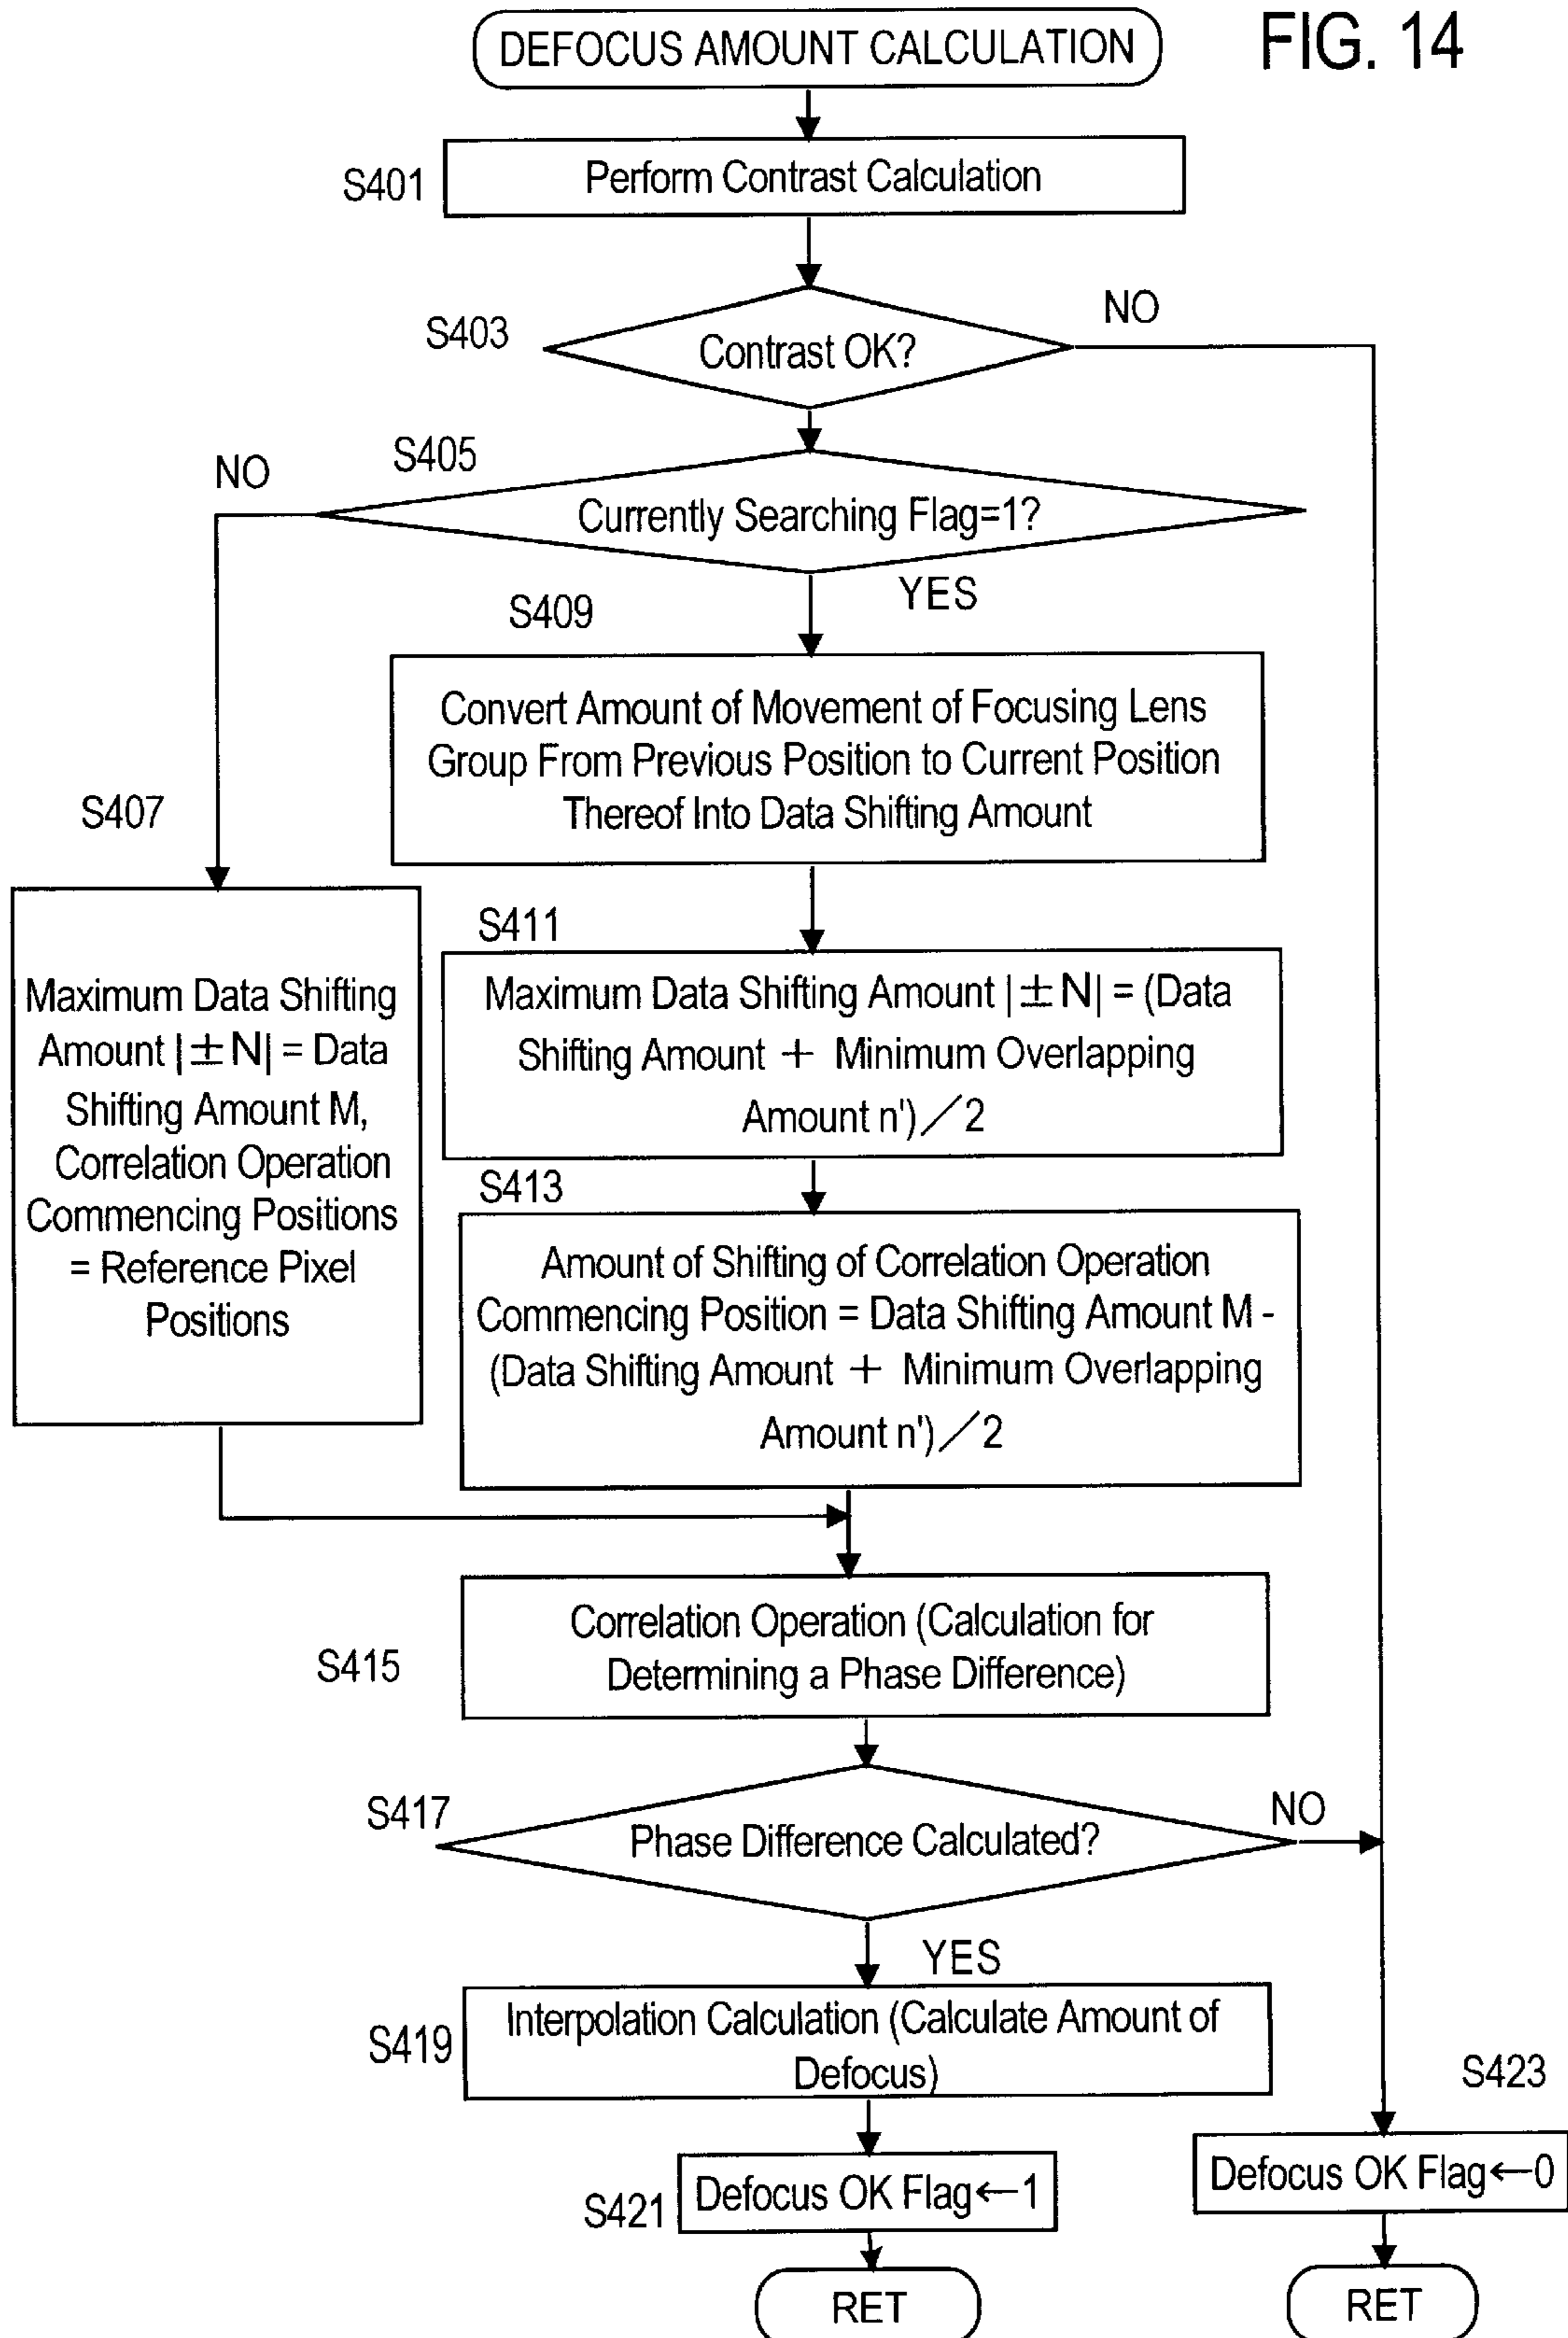 DEFOCUS AMOUNT CALCULATION
FIG. 14
S401
Perform Contrast Calculation
S403
Contrast OK?
NO
S405
NO
Currently Searching Flag=1?
YES
S409
Convert Amount of Movement of Focusing Lens
Group From Previous Position to Current Position
Thereof Into Data Shifting Amount
S407
Maximum Data Shifting
Amount |±N| = Data
Shifting Amount M,
Correlation Operation
Commencing Positions
= Reference Pixel
Positions
S411
Maximum Data Shifting Amount |±N| = (Data
Shifting Amount + Minimum Overlapping
Amount n')/2
S413
Amount of Shifting of Correlation Operation
Commencing Position = Data Shifting Amount M -
(Data Shifting Amount + Minimum Overlapping
Amount n')/2
S415
Correlation Operation (Calculation for
Determining a Phase Difference)
S417
Phase Difference Calculated?
NO
YES
S419
Interpolation Calculation (Calculate Amount of
Defocus)
S423
S421
Defocus OK Flag←1
Defocus OK Flag←0
RET
RET